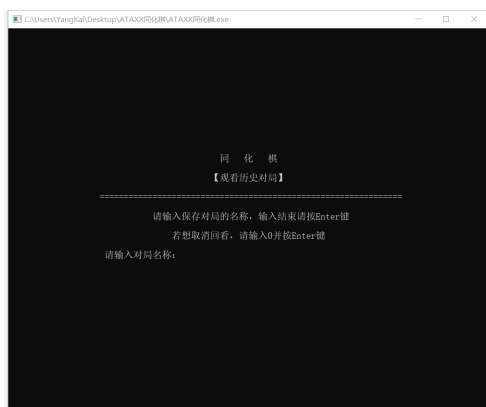 C:\Users\YangKai\Desktop\ATAXX同化棋\ATAXX同化棋.exe
同 化 棋
【观看历史对局】
===============================================================
请输入保存对局的名称，输入结束请按Enter键
若想取消回看，请输入0并按Enter键
请输入对局名称：